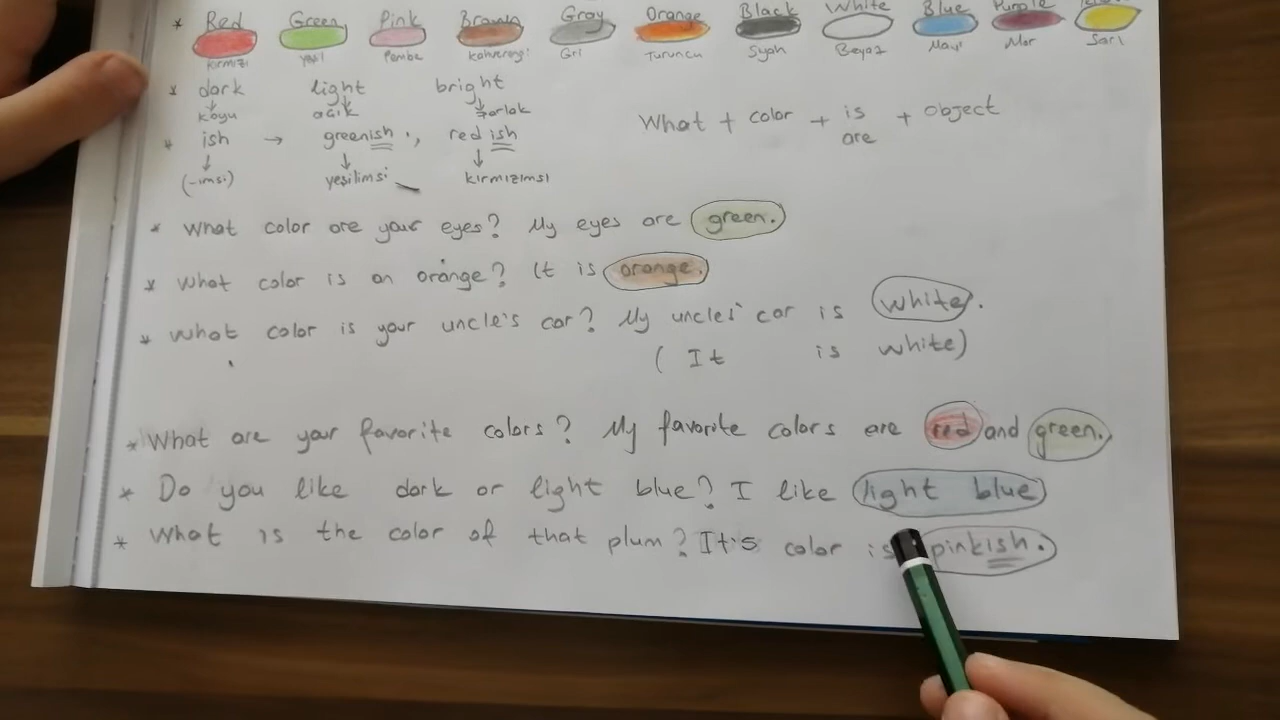 * Red Green Pink Brown Gray Orange Black White Blue Purple
kırmızı yeşil Pembe kahverengi Gri Turuncu Syah Beyaz Mavi Mor Sarı
* dark light bright
koyu açık Parlak
What + color + is + object
are
* ish → greenish, redish
(-ımsi) yeşilimsi kırmızımsı
* What color are your eyes? My eyes are green.
* What color is an orange? It is orange.
* What color is your uncle's car? My uncles' car is white.
(It is white)
* What are your favorite colors? My favorite colors are red and green.
* Do you like dark or light blue? I like light blue
* What is the color of that plum? It's color is pinkish.